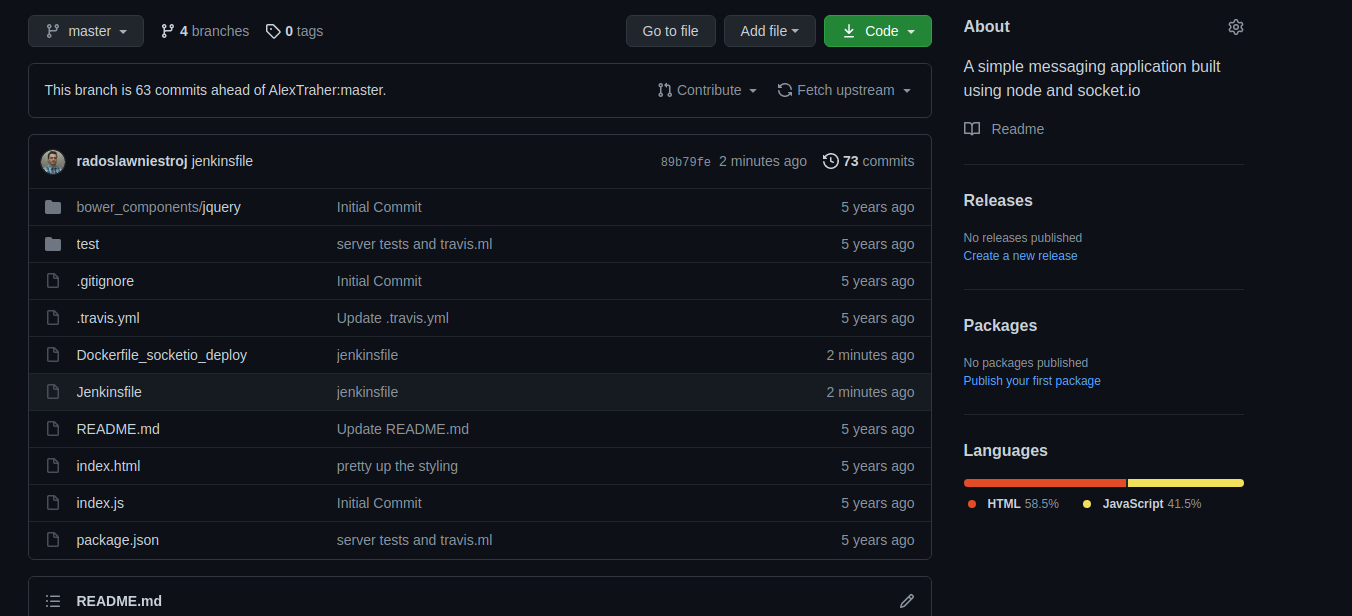 master 4 branches 0 tags Go to file Add file Code
This branch is 63 commits ahead of AlexTraher:master. Contribute Fetch upstream
radoslawniestroj jenkinsfile 89b79fe 2 minutes ago 73 commits
bower_components/jquery Initial Commit 5 years ago
test server tests and travis.ml 5 years ago
.gitignore Initial Commit 5 years ago
.travis.yml Update .travis.yml 5 years ago
Dockerfile_socketio_deploy jenkinsfile 2 minutes ago
Jenkinsfile jenkinsfile 2 minutes ago
README.md Update README.md 5 years ago
index.html pretty up the styling 5 years ago
index.js Initial Commit 5 years ago
package.json server tests and travis.ml 5 years ago
README.md
About
A simple messaging application built
using node and socket.io
Readme
Releases
No releases published
Create a new release
Packages
No packages published
Publish your first package
Languages
HTML 58.5% JavaScript 41.5%